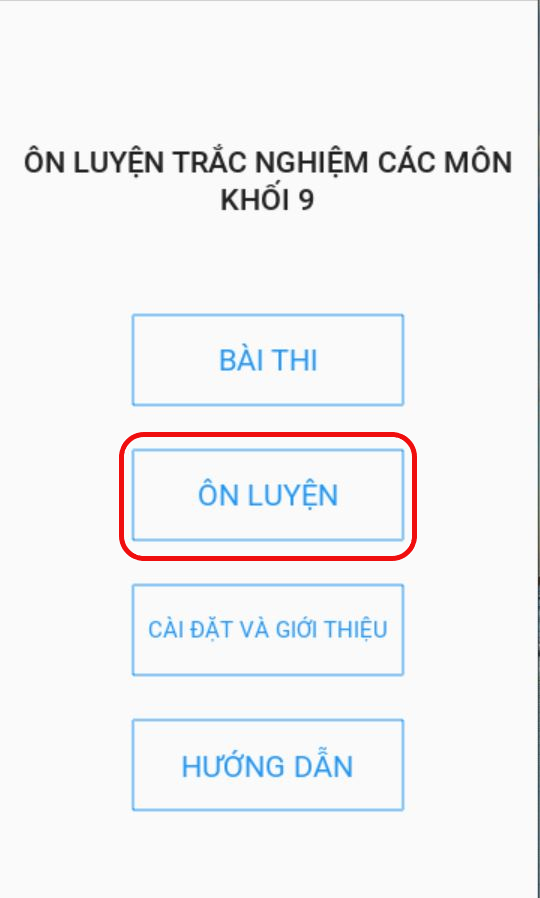 ÔN LUYỆN TRẮC NGHIỆM CÁC MÔN
KHỐI 9
BÀI THI
ÔN LUYỆN
CÀI ĐẶT VÀ GIỚI THIỆU
HƯỚNG DẪN